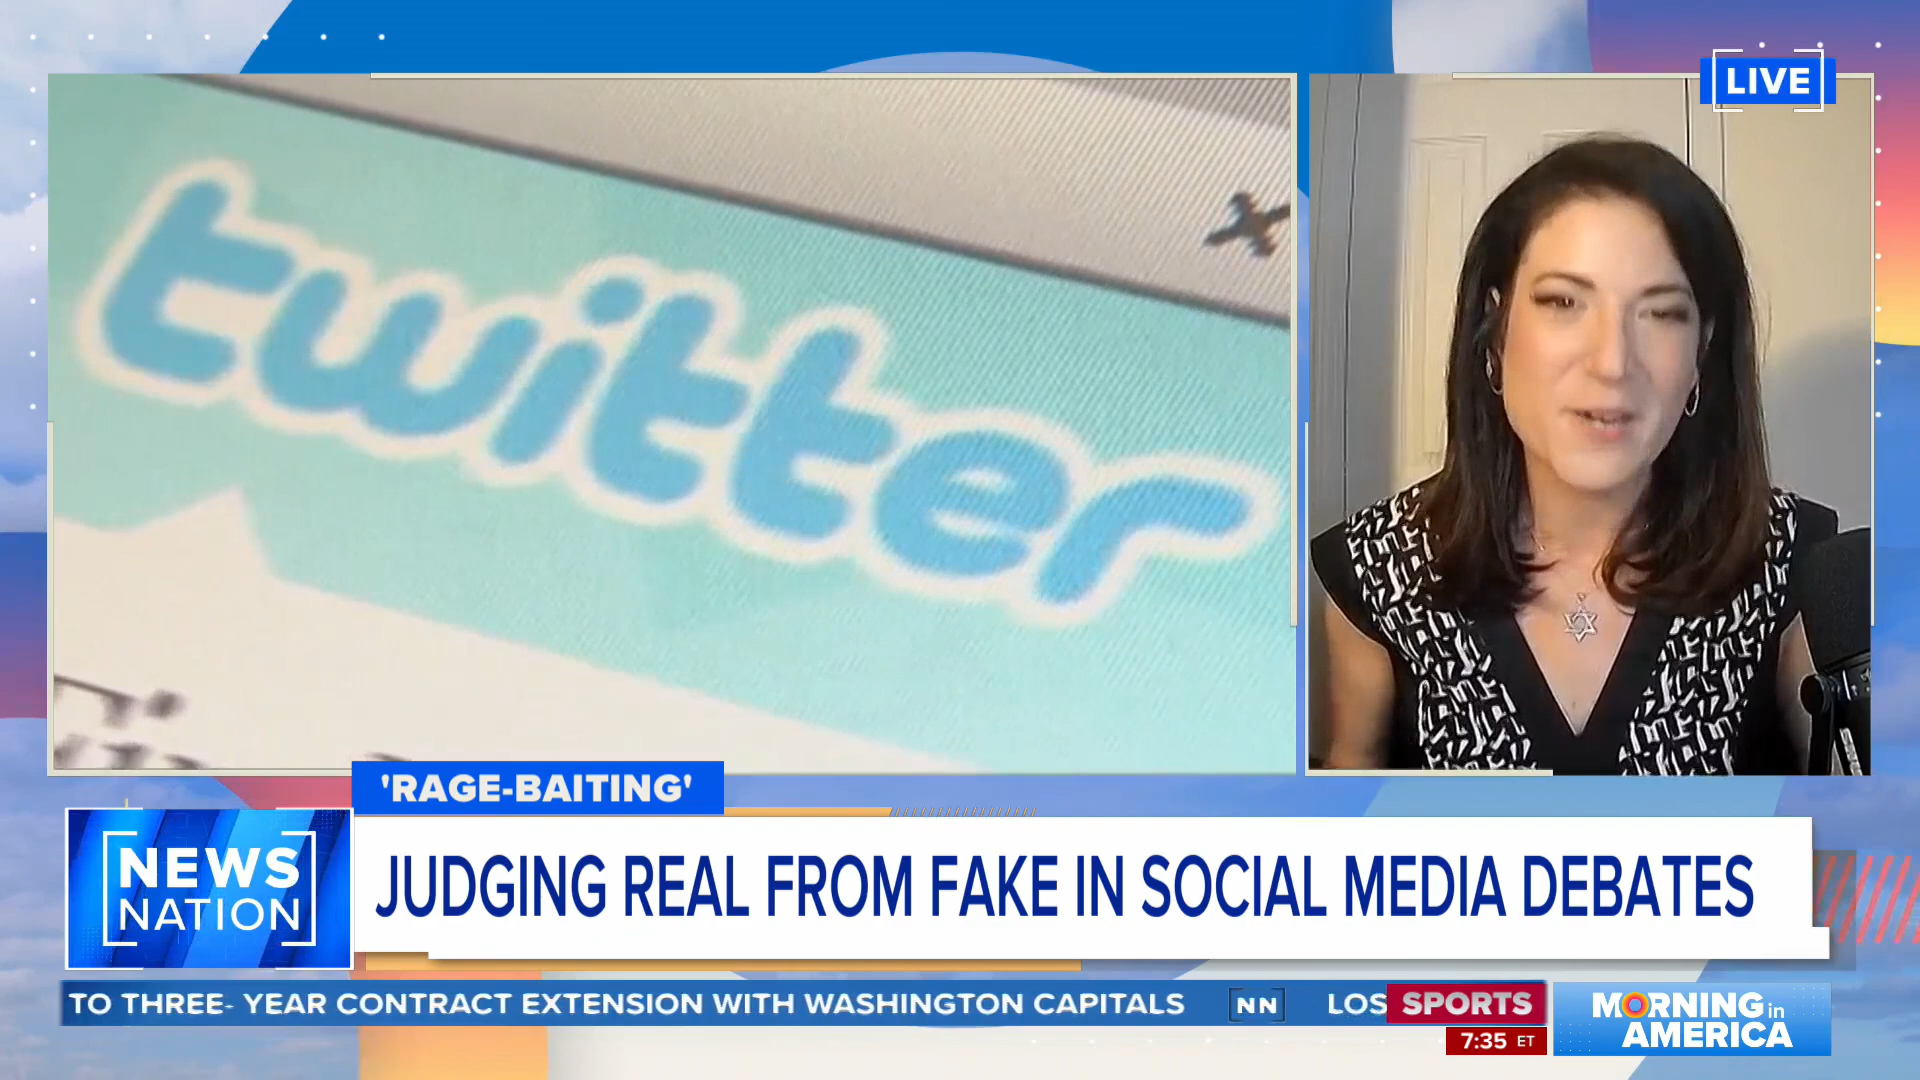 LIVE
twitter
'RAGE-BAITING'
NEWS
NATION
JUDGING REAL FROM FAKE IN SOCIAL MEDIA DEBATES
TO THREE- YEAR CONTRACT EXTENSION WITH WASHINGTON CAPITALS NN LOS
SPORTS
7:35 ET
MORNING in
AMERICA